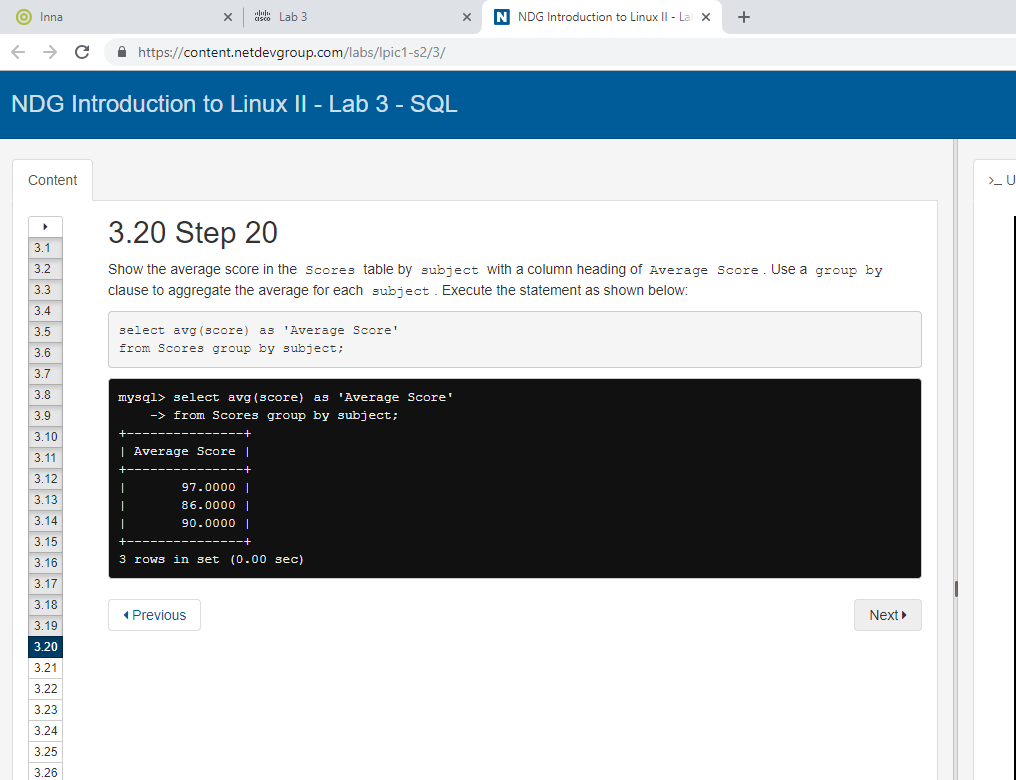 Inna
Lab 3
NDG Introduction to Linux II - La
https://content.netdevgroup.com/labs/lpic1-s2/3/
NDG Introduction to Linux II - Lab 3 - SQL
Content
>_ U
3.1
3.2
3.3
3.4
3.5
3.6
3.7
3.8
3.9
3.10
3.11
3.12
3.13
3.14
3.15
3.16
3.17
3.18
3.19
3.20
3.21
3.22
3.23
3.24
3.25
3.26
3.20 Step 20
Show the average score in the Scores table by subject with a column heading of Average Score. Use a group by
clause to aggregate the average for each subject. Execute the statement as shown below:
select avg(score) as 'Average Score'
from Scores group by subject;
mysql> select avg(score) as 'Average Score'
    -> from Scores group by subject;
+---------------+
| Average Score |
+---------------+
|       97.0000 |
|       86.0000 |
|       90.0000 |
+---------------+
3 rows in set (0.00 sec)
Previous
Next